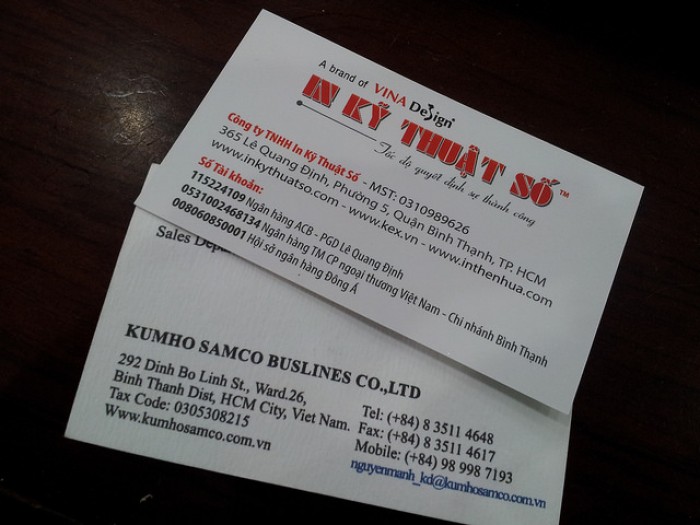 A brand of VINA Design
IN KỸ THUẬT SỐ™
Tốc độ quyết định sự thành công
Công ty TNHH In Kỹ Thuật Số - MST: 0310989626
365 Lê Quang Định, Phường 5, Quận Bình Thạnh, TP. HCM
www.inkythuatso.com - www.kex.vn - www.inthenhua.com
Số Tài khoản:
115224109 Ngân hàng ACB - PGD Lê Quang Định
0531002468134 Ngân hàng TM CP ngoại thương Việt Nam - Chi nhánh Bình Thạnh
008060850001 Hội sở ngân hàng Đông Á
Sales
KUMHO SAMCO BUSLINES CO.,LTD
292 Dinh Bo Linh St., Ward.26,
Binh Thanh Dist, HCM City, Viet Nam.
Tax Code: 0305308215
Www.kumhosamco.com.vn
Tel: (+84) 8 3511 4648
Fax: (+84) 8 3511 4617
Mobile: (+84) 98 998 7193
nguyenmanh_kd@kumhosamco.com.vn